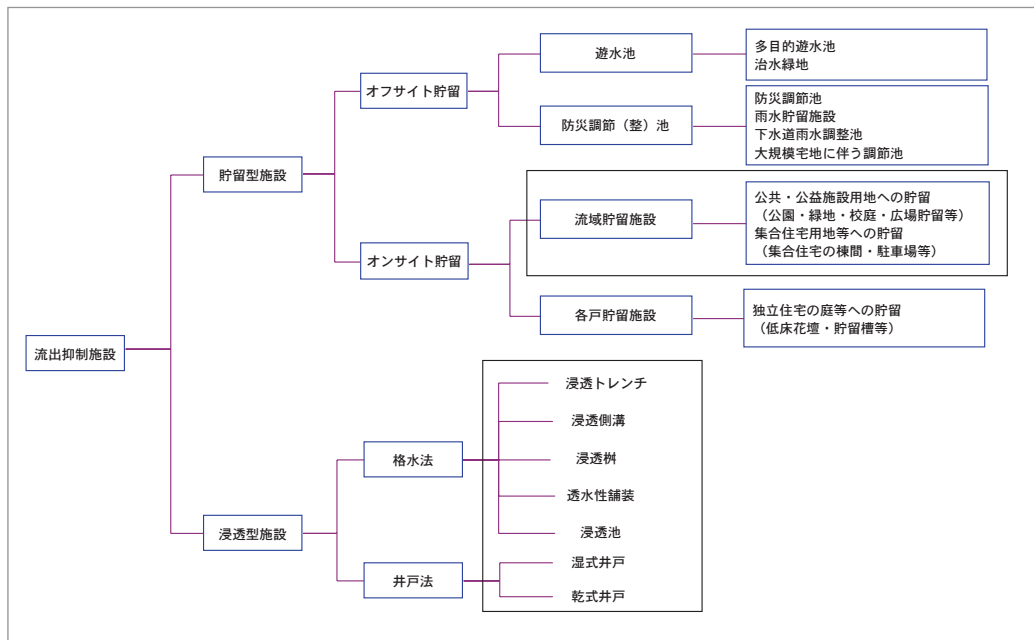 流出抑制施設
貯留型施設
オフサイト貯留
遊水池
多目的遊水池
治水緑地
防災調節（整）池
防災調節池
雨水貯留施設
下水道雨水調整池
大規模宅地に伴う調節池
オンサイト貯留
流域貯留施設
公共・公益施設用地への貯留
（公園・緑地・校庭・広場貯留等）
集合住宅用地等への貯留
（集合住宅の棟間・駐車場等）
各戸貯留施設
独立住宅の庭等への貯留
（低床花壇・貯留槽等）
浸透型施設
格水法
浸透トレンチ
浸透側溝
浸透桝
透水性舗装
浸透池
井戸法
湿式井戸
乾式井戸